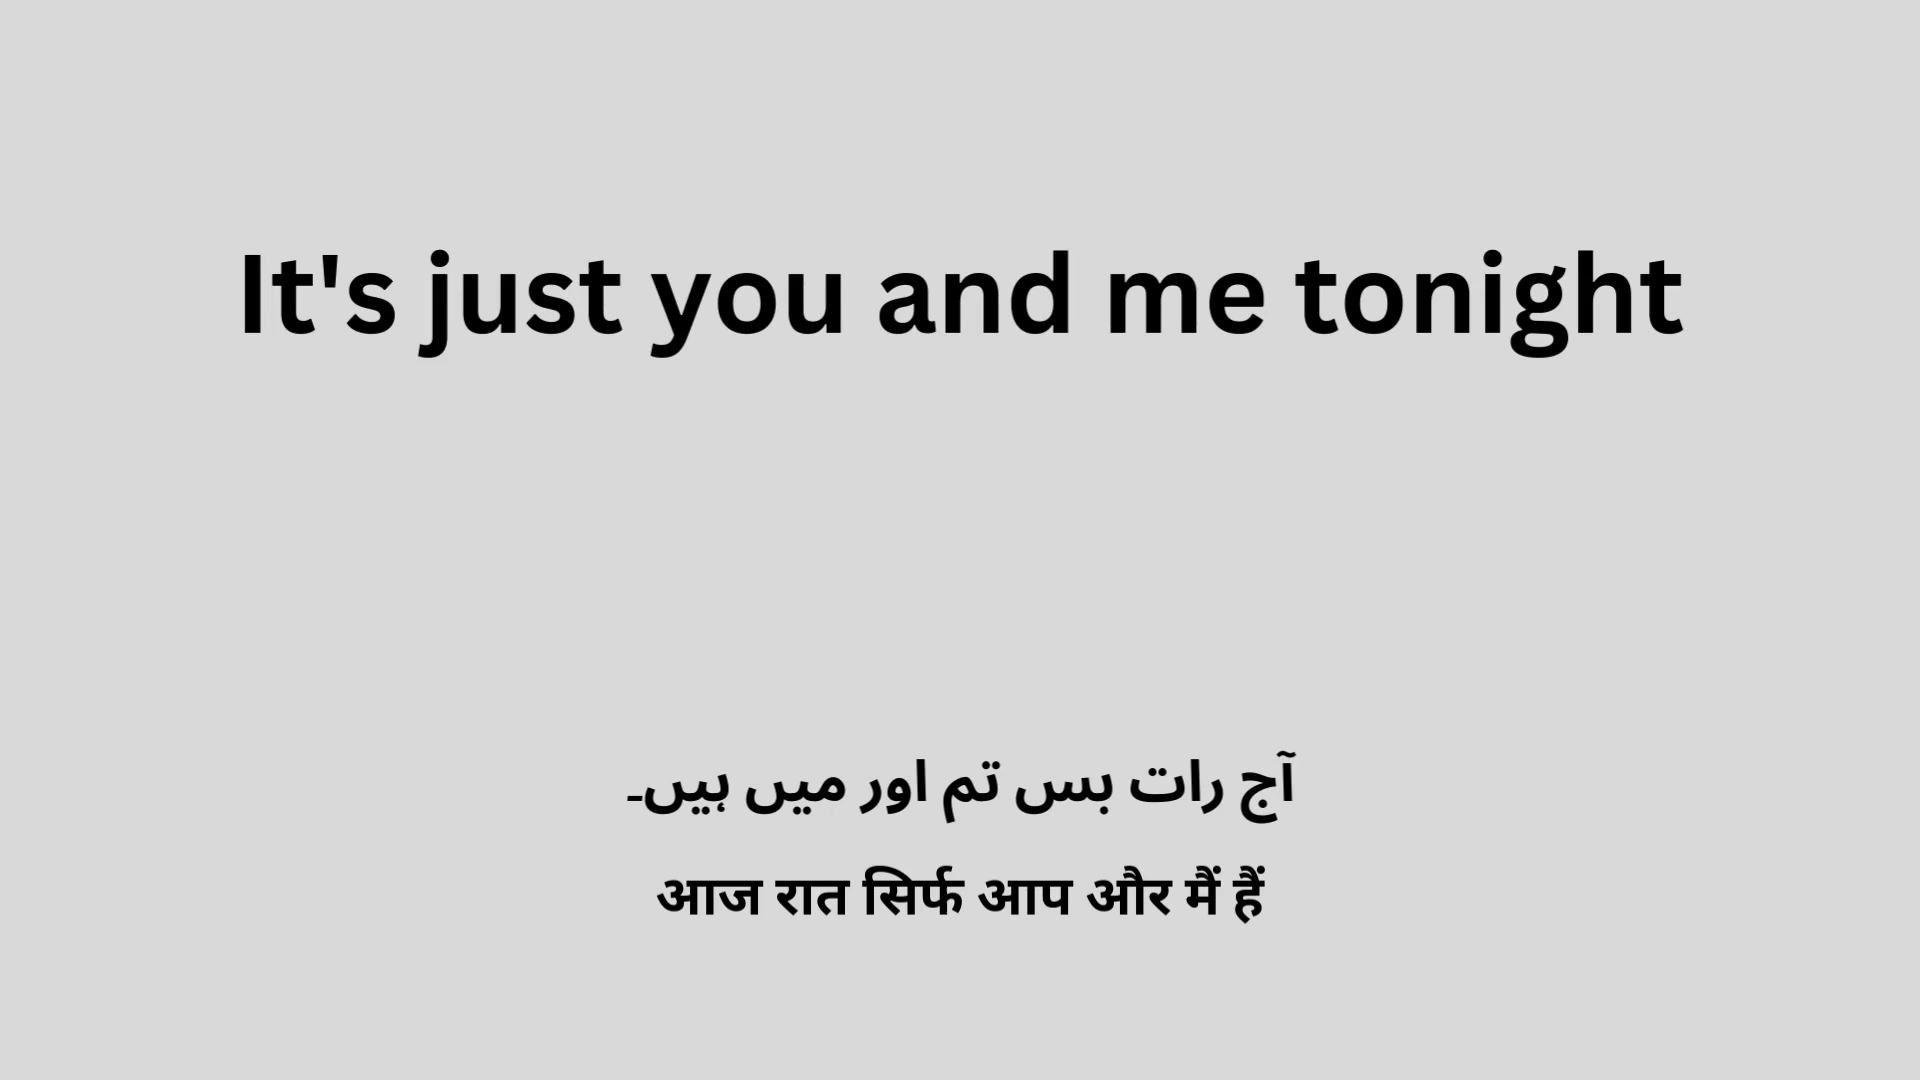 It's just you and me tonight
آج رات بس تم اور میں ہیں۔
आज रात सिर्फ आप और मैं हैं